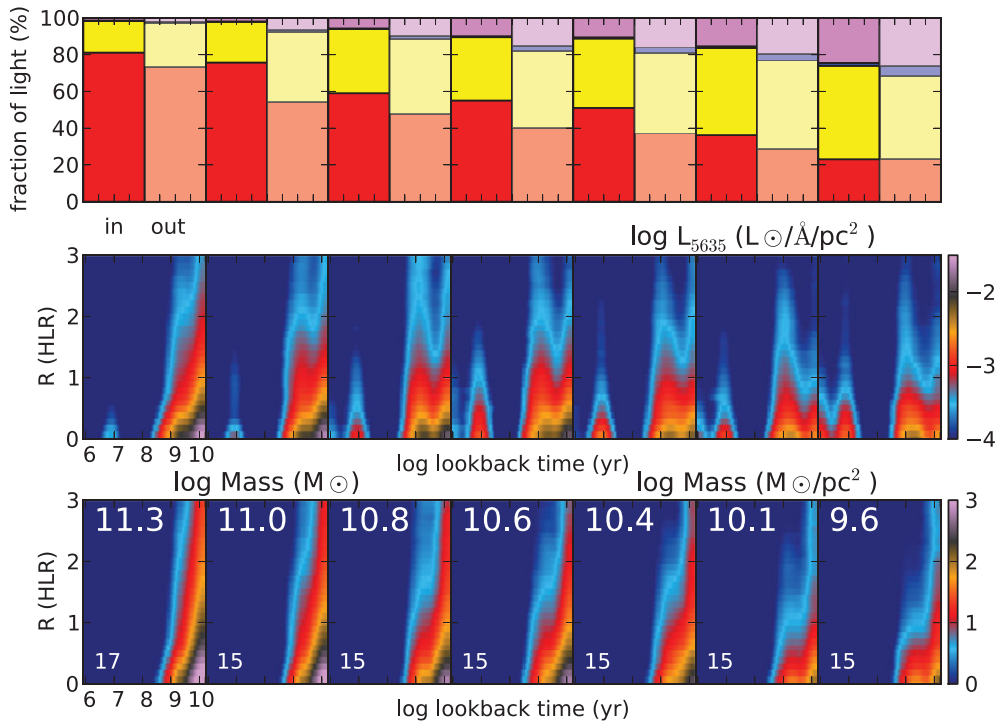 100
80
60
40
20
0
fraction of light (%)
in out
log L5635 (L⊙/Å/pc²)
3
2
1
0
R (HLR)
−2
−3
−4
6 7 8 9 10
log lookback time (yr)
log Mass (M⊙) log Mass (M⊙/pc²)
3
2
1
0
R (HLR)
11.3 11.0 10.8 10.6 10.4 10.1 9.6
17 15 15 15 15 15 15
3
2
1
0
6 7 8 9 10
log lookback time (yr)